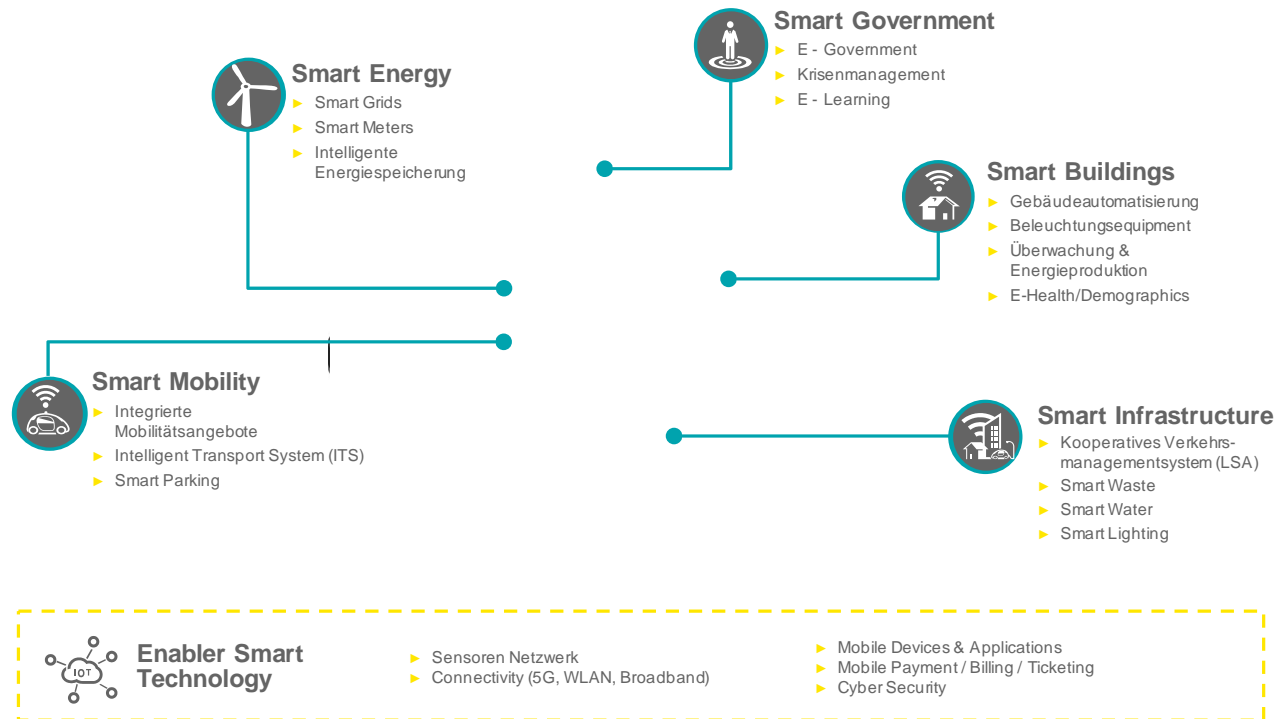 Smart Government
E - Government
Krisenmanagement
E - Learning
Smart Energy
Smart Grids
Smart Meters
Intelligente
Energiespeicherung
Smart Buildings
Gebäudeautomatisierung
Beleuchtungsequipment
Überwachung &
Energieproduktion
E-Health/Demographics
Smart Mobility
Integrierte
Mobilitätsangebote
Intelligent Transport System (ITS)
Smart Parking
Smart Infrastructure
Kooperatives Verkehrs-
managementsystem (LSA)
Smart Waste
Smart Water
Smart Lighting
IOT
Enabler Smart
Technology
Sensoren Netzwerk
Connectivity (5G, WLAN, Broadband)
Mobile Devices & Applications
Mobile Payment / Billing / Ticketing
Cyber Security